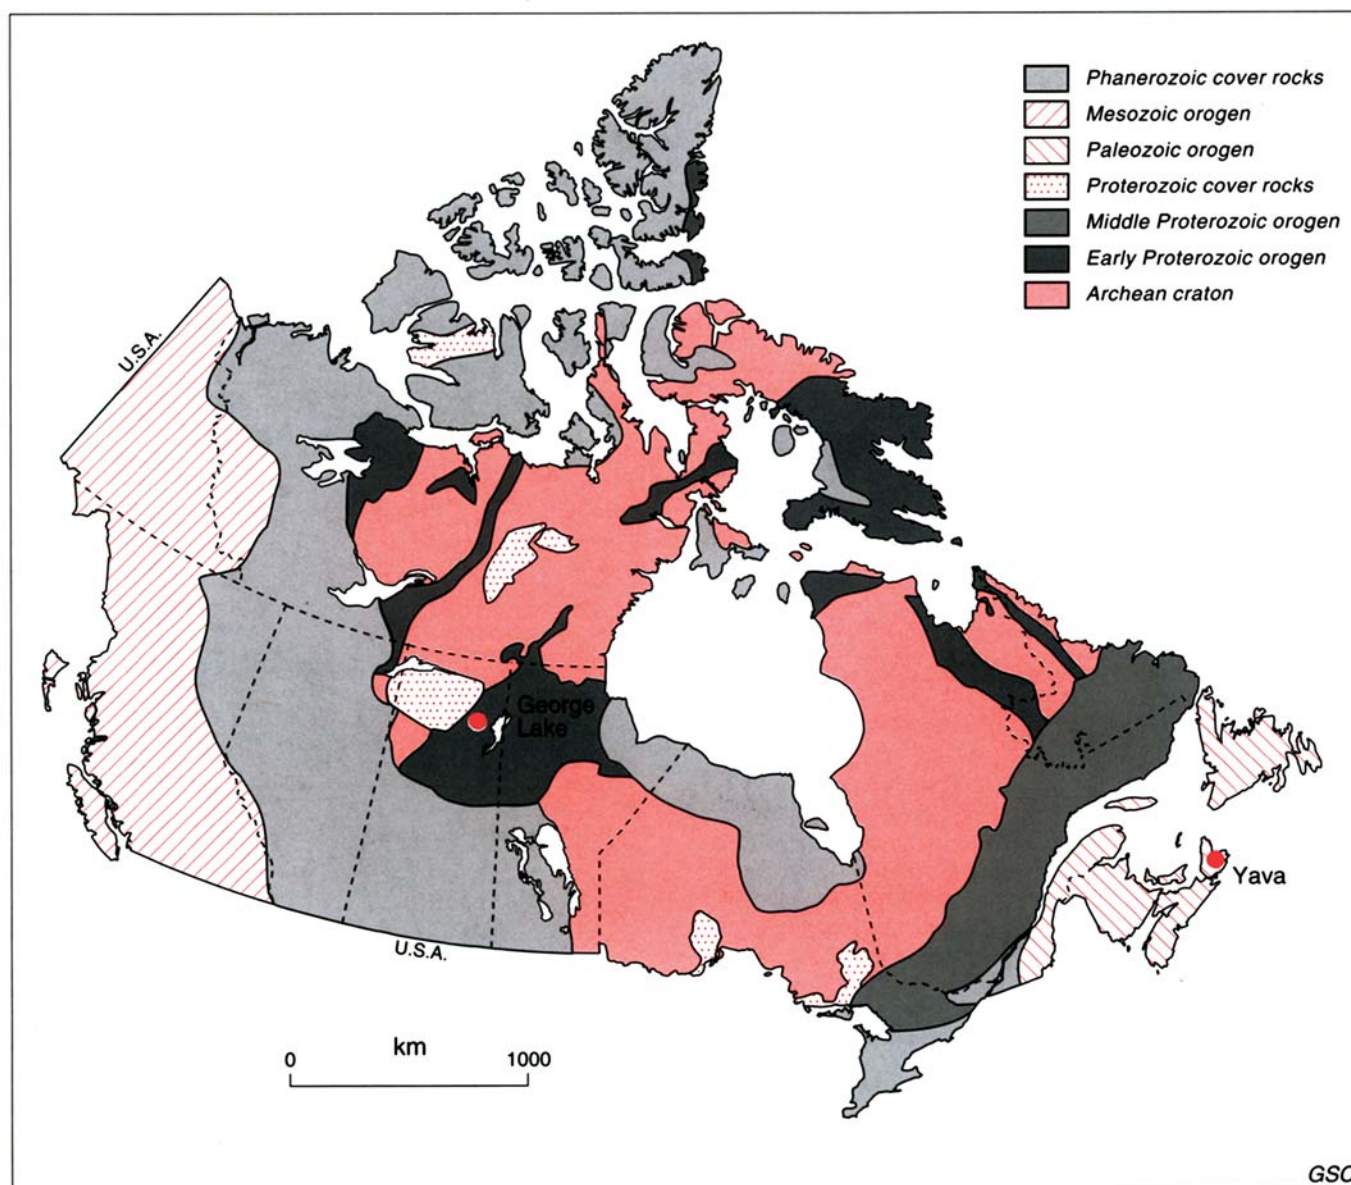 Phanerozoic cover rocks
Mesozoic orogen
Paleozoic orogen
Proterozoic cover rocks
Middle Proterozoic orogen
Early Proterozoic orogen
Archean craton
U.S.A.
George
Lake
Yava
U.S.A.
km
0 1000
GSC